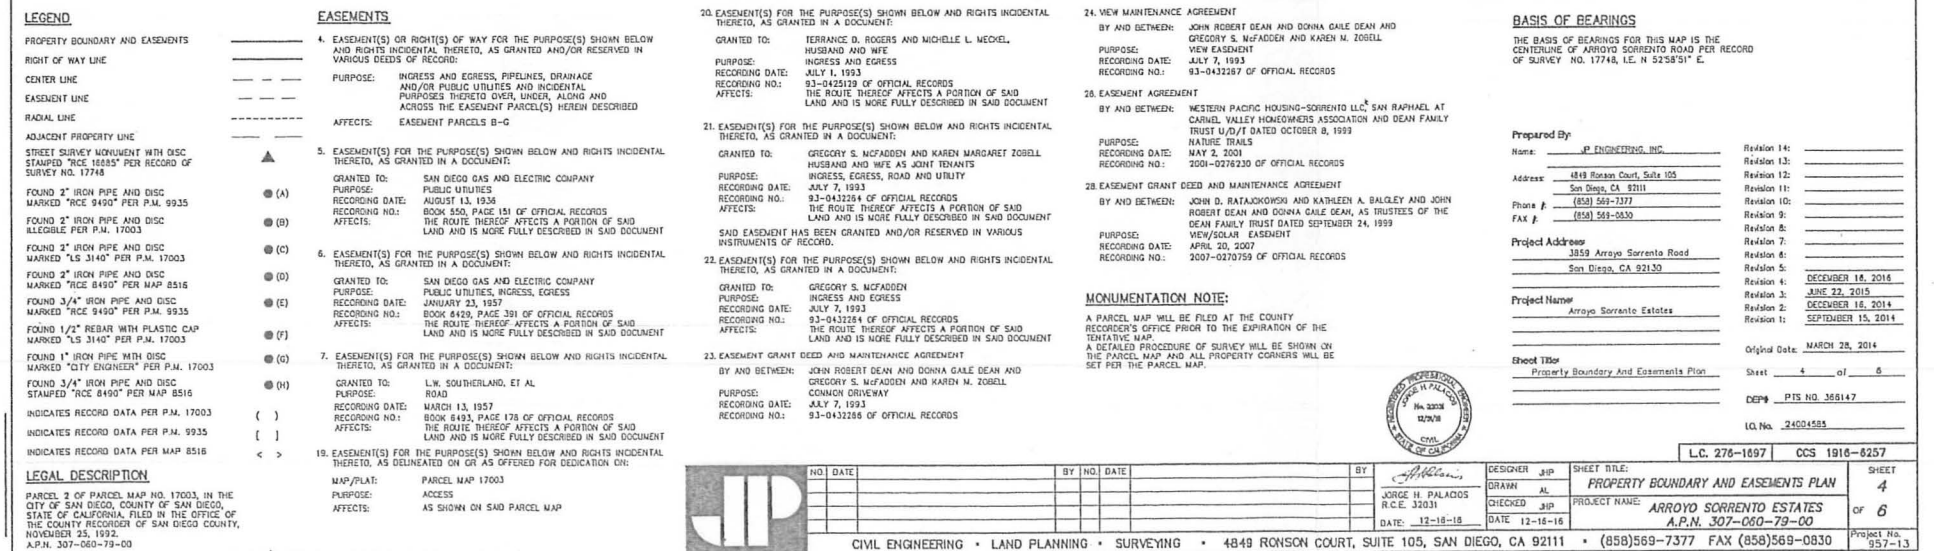 LEGEND
PROPERTY BOUNDARY AND EASEMENTS
RIGHT OF WAY LINE
CENTER LINE
EASEMENT LINE
RADIAL LINE
ADJACENT PROPERTY LINE
STREET SURVEY MONUMENT WITH DISC
STAMPED "RCE 18685" PER RECORD OF
SURVEY NO. 17748
FOUND 2" IRON PIPE AND DISC
MARKED "RCE 9490" PER P.M. 9935
(A)
FOUND 2" IRON PIPE AND DISC
ILLEGIBLE PER P.M. 17003
(B)
FOUND 2" IRON PIPE AND DISC
MARKED "LS 3140" PER P.M. 17003
(C)
FOUND 2" IRON PIPE AND DISC
MARKED "RCE 8490" PER MAP 8516
(D)
FOUND 3/4" IRON PIPE AND DISC
MARKED "RCE 9490" PER P.M. 9935
(E)
FOUND 1/2" REBAR WITH PLASTIC CAP
MARKED "LS 3140" PER P.M. 17003
(F)
FOUND 1" IRON PIPE WITH DISC
MARKED "CITY ENGINEER" PER P.M. 17003
(G)
FOUND 3/4" IRON PIPE AND DISC
STAMPED "RCE 8490" PER MAP 8516
(H)
INDICATES RECORD DATA PER P.M. 17003 ( )
INDICATES RECORD DATA PER P.M. 9935 [ ]
INDICATES RECORD DATA PER MAP 8516 < >
LEGAL DESCRIPTION
PARCEL 2 OF PARCEL MAP NO. 17003, IN THE
CITY OF SAN DIEGO, COUNTY OF SAN DIEGO,
STATE OF CALIFORNIA, FILED IN THE OFFICE OF
THE COUNTY RECORDER OF SAN DIEGO COUNTY,
NOVEMBER 25, 1992.
A.P.N. 307-060-79-00
EASEMENTS
4. EASEMENT(S) OR RIGHT(S) OF WAY FOR THE PURPOSE(S) SHOWN BELOW
AND RIGHTS INCIDENTAL THERETO, AS GRANTED AND/OR RESERVED IN
VARIOUS DEEDS OF RECORD:
PURPOSE: INGRESS AND EGRESS, PIPELINES, DRAINAGE
AND/OR PUBLIC UTILITIES AND INCIDENTAL
PURPOSES THERETO OVER, UNDER, ALONG AND
ACROSS THE EASEMENT PARCEL(S) HEREIN DESCRIBED
AFFECTS: EASEMENT PARCELS B-G
5. EASEMENT(S) FOR THE PURPOSE(S) SHOWN BELOW AND RIGHTS INCIDENTAL
THERETO, AS GRANTED IN A DOCUMENT:
GRANTED TO: SAN DIEGO GAS AND ELECTRIC COMPANY
PURPOSE: PUBLIC UTILITIES
RECORDING DATE: AUGUST 13, 1936
RECORDING NO.: BOOK 550, PAGE 151 OF OFFICIAL RECORDS
AFFECTS: THE ROUTE THEREOF AFFECTS A PORTION OF SAID
LAND AND IS MORE FULLY DESCRIBED IN SAID DOCUMENT
6. EASEMENT(S) FOR THE PURPOSE(S) SHOWN BELOW AND RIGHTS INCIDENTAL
THERETO, AS GRANTED IN A DOCUMENT:
GRANTED TO: SAN DIEGO GAS AND ELECTRIC COMPANY
PURPOSE: PUBLIC UTILITIES, INGRESS, EGRESS
RECORDING DATE: JANUARY 23, 1957
RECORDING NO.: BOOK 6429, PAGE 391 OF OFFICIAL RECORDS
AFFECTS: THE ROUTE THEREOF AFFECTS A PORTION OF SAID
LAND AND IS MORE FULLY DESCRIBED IN SAID DOCUMENT
7. EASEMENT(S) FOR THE PURPOSE(S) SHOWN BELOW AND RIGHTS INCIDENTAL
THERETO, AS GRANTED IN A DOCUMENT:
GRANTED TO: L.W. SOUTHERLAND, ET AL
PURPOSE: ROAD
RECORDING DATE: MARCH 13, 1957
RECORDING NO.: BOOK 6493, PAGE 178 OF OFFICIAL RECORDS
AFFECTS: THE ROUTE THEREOF AFFECTS A PORTION OF SAID
LAND AND IS MORE FULLY DESCRIBED IN SAID DOCUMENT
19. EASEMENT(S) FOR THE PURPOSE(S) SHOWN BELOW AND RIGHTS INCIDENTAL
THERETO, AS DELINEATED ON OR AS OFFERED FOR DEDICATION ON:
MAP/PLAT: PARCEL MAP 17003
PURPOSE: ACCESS
AFFECTS: AS SHOWN ON SAID PARCEL MAP
20. EASEMENT(S) FOR THE PURPOSE(S) SHOWN BELOW AND RIGHTS INCIDENTAL
THERETO, AS GRANTED IN A DOCUMENT:
GRANTED TO: TERRANCE D. ROGERS AND MICHELLE L. MECKEL,
HUSBAND AND WIFE
PURPOSE: INGRESS AND EGRESS
RECORDING DATE: JULY 1, 1993
RECORDING NO.: 93-0425129 OF OFFICIAL RECORDS
AFFECTS: THE ROUTE THEREOF AFFECTS A PORTION OF SAID
LAND AND IS MORE FULLY DESCRIBED IN SAID DOCUMENT
21. EASEMENT(S) FOR THE PURPOSE(S) SHOWN BELOW AND RIGHTS INCIDENTAL
THERETO, AS GRANTED IN A DOCUMENT:
GRANTED TO: GREGORY S. MCFADDEN AND KAREN MARGARET ZOBELL
HUSBAND AND WIFE AS JOINT TENANTS
PURPOSE: INGRESS, EGRESS, ROAD AND UTILITY
RECORDING DATE: JULY 7, 1993
RECORDING NO.: 93-0432264 OF OFFICIAL RECORDS
AFFECTS: THE ROUTE THEREOF AFFECTS A PORTION OF SAID
LAND AND IS MORE FULLY DESCRIBED IN SAID DOCUMENT
SAID EASEMENT HAS BEEN GRANTED AND/OR RESERVED IN VARIOUS
INSTRUMENTS OF RECORD.
22. EASEMENT(S) FOR THE PURPOSE(S) SHOWN BELOW AND RIGHTS INCIDENTAL
THERETO, AS GRANTED IN A DOCUMENT:
GRANTED TO: GREGORY S. MCFADDEN
PURPOSE: INGRESS AND EGRESS
RECORDING DATE: JULY 7, 1993
RECORDING NO.: 93-0432264 OF OFFICIAL RECORDS
AFFECTS: THE ROUTE THEREOF AFFECTS A PORTION OF SAID
LAND AND IS MORE FULLY DESCRIBED IN SAID DOCUMENT
23. EASEMENT GRANT DEED AND MAINTENANCE AGREEMENT
BY AND BETWEEN: JOHN ROBERT DEAN AND DONNA GAILE DEAN AND
GREGORY S. McFADDEN AND KAREN M. ZOBELL
PURPOSE: COMMON DRIVEWAY
RECORDING DATE: JULY 7, 1993
RECORDING NO.: 93-0432286 OF OFFICIAL RECORDS
24. VIEW MAINTENANCE AGREEMENT
BY AND BETWEEN: JOHN ROBERT DEAN AND DONNA GAILE DEAN AND
GREGORY S. McFADDEN AND KAREN M. ZOBELL
PURPOSE: VIEW EASEMENT
RECORDING DATE: JULY 7, 1993
RECORDING NO.: 93-0432287 OF OFFICIAL RECORDS
26. EASEMENT AGREEMENT
BY AND BETWEEN: WESTERN PACIFIC HOUSING-SORRENTO LLC, SAN RAPHAEL AT
CARMEL VALLEY HOMEOWNERS ASSOCIATION AND DEAN FAMILY
TRUST U/D/T DATED OCTOBER 8, 1999
PURPOSE: NATURE TRAILS
RECORDING DATE: MAY 2, 2001
RECORDING NO.: 2001-0276230 OF OFFICIAL RECORDS
28. EASEMENT GRANT DEED AND MAINTENANCE AGREEMENT
BY AND BETWEEN: JOHN D. RATAJOKOWSKI AND KATHLEEN A. BALGLEY AND JOHN
ROBERT DEAN AND DONNA GAILE DEAN, AS TRUSTEES OF THE
DEAN FAMILY TRUST DATED SEPTEMBER 24, 1999
PURPOSE: VIEW/SOLAR EASEMENT
RECORDING DATE: APRIL 20, 2007
RECORDING NO.: 2007-0270759 OF OFFICIAL RECORDS
MONUMENTATION NOTE:
A PARCEL MAP WILL BE FILED AT THE COUNTY
RECORDER'S OFFICE PRIOR TO THE EXPIRATION OF THE
TENTATIVE MAP.
A DETAILED PROCEDURE OF SURVEY WILL BE SHOWN ON
THE PARCEL MAP AND ALL PROPERTY CORNERS WILL BE
SET PER THE PARCEL MAP.
BASIS OF BEARINGS
THE BASIS OF BEARINGS FOR THIS MAP IS THE
CENTERLINE OF ARROYO SORRENTO ROAD PER RECORD
OF SURVEY NO. 17748, I.E. N 52°58'51" E.
Prepared By:
Name: JP ENGINEERING, INC.
Address: 4849 Ronson Court, Suite 105
San Diego, CA 92111
Phone #: (858) 569-7377
FAX #: (858) 569-0830
Project Address
3859 Arroyo Sorrento Road
San Diego, CA 92130
Project Name
Arroyo Sorrento Estates
Sheet Title
Property Boundary And Easements Plan
Revision 14:
Revision 13:
Revision 12:
Revision 11:
Revision 10:
Revision 9:
Revision 8:
Revision 7:
Revision 6:
Revision 5:
Revision 4: DECEMBER 16, 2016
Revision 3: JUNE 22, 2015
Revision 2: DECEMBER 16, 2014
Revision 1: SEPTEMBER 15, 2014
Original Date: MARCH 28, 2014
Sheet 4 of 6
DEP# PTS NO. 366147
I.O. No. 24004585
REGISTERED PROFESSIONAL ENGINEER
JORGE H. PALACIOS
No. 32031
12/31/18
CIVIL
STATE OF CALIFORNIA
L.C. 276-1697 CCS 1916-6257
JP
NO. DATE BY NO. DATE BY
JORGE H. PALACIOS
R.C.E. 32031
DATE: 12-16-16
DESIGNER JHP
DRAWN AL
CHECKED JHP
DATE 12-16-16
SHEET TITLE:
PROPERTY BOUNDARY AND EASEMENTS PLAN
PROJECT NAME: ARROYO SORRENTO ESTATES
A.P.N. 307-060-79-00
SHEET
4
OF 6
CIVIL ENGINEERING • LAND PLANNING • SURVEYING • 4849 RONSON COURT, SUITE 105, SAN DIEGO, CA 92111 • (858)569-7377 FAX (858)569-0830
Project No.
957-13